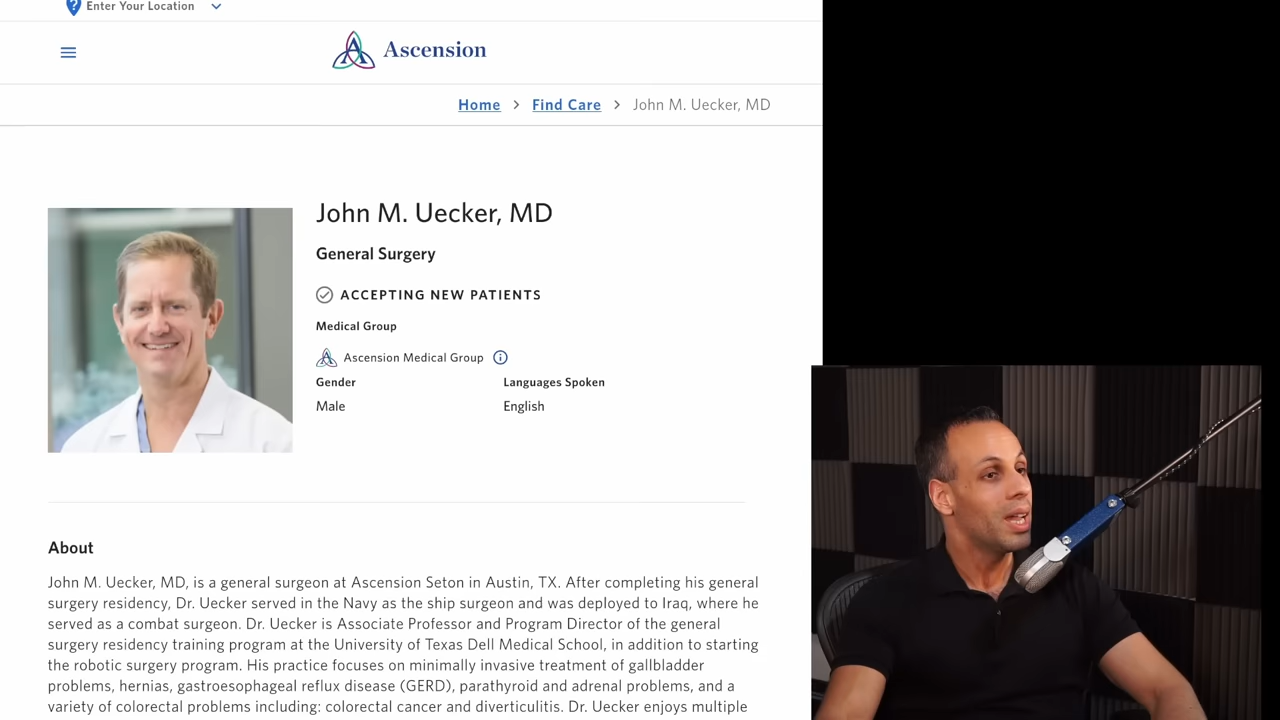 Enter Your Location
Ascension
Home > Find Care > John M. Uecker, MD
John M. Uecker, MD
General Surgery
ACCEPTING NEW PATIENTS
Medical Group
Ascension Medical Group
Gender
Languages Spoken
Male
English
About
John M. Uecker, MD, is a general surgeon at Ascension Seton in Austin, TX. After completing his general
surgery residency, Dr. Uecker served in the Navy as the ship surgeon and was deployed to Iraq, where he
served as a combat surgeon. Dr. Uecker is Associate Professor and Program Director of the general
surgery residency training program at the University of Texas Dell Medical School, in addition to starting
the robotic surgery program. His practice focuses on minimally invasive treatment of gallbladder
problems, hernias, gastroesophageal reflux disease (GERD), parathyroid and adrenal problems, and a
variety of colorectal problems including: colorectal cancer and diverticulitis. Dr. Uecker enjoys multiple